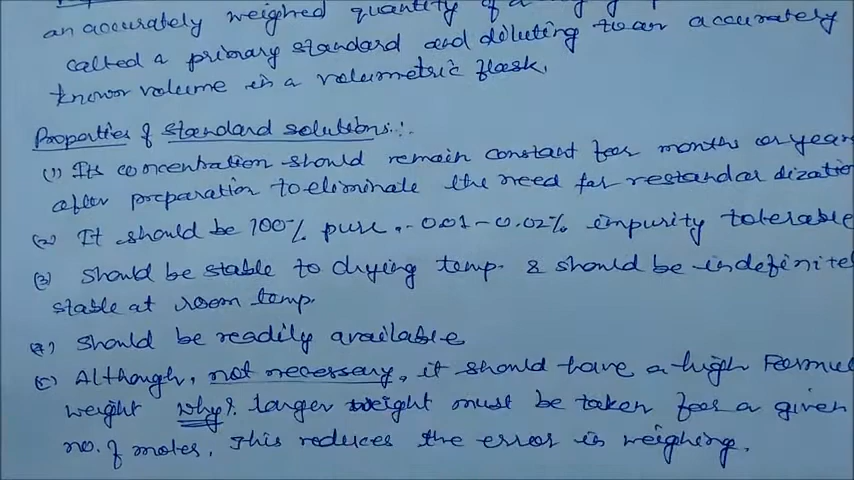 an accurately weighed quantity of a
called a primary standard and diluting to an accurately
known volume in a volumetric flask.
Properties of standard solutions:.
(1) Its concentration should remain constant for months or year
after preparation to eliminate the need for restandardizatio
(2) It should be 100% pure. - 0.01 - 0.02% impurity tolerable
(3) Should be stable to drying temp. & should be indefinitel
stable at room temp.
(4) Should be readily available
(5) Although, not necessary, it should have a high Formul
weight why? larger weight must be taken for a given
no. of moles. This reduces the error in weighing.